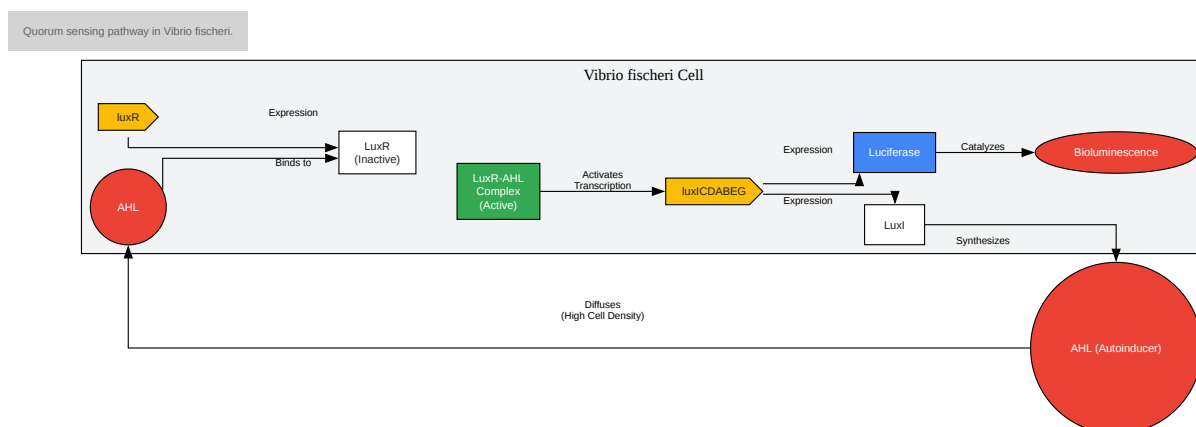 Quorum sensing pathway in Vibrio fischeri.
Vibrio fischeri Cell
luxR
Expression
LuxR
(Inactive)
Binds to
AHL
LuxR-AHL
Complex
(Active)
Activates
Transcription
luxICDABEG
Expression
Expression
Luciferase
Catalyzes
Bioluminescence
LuxI
Synthesizes
Diffuses
(High Cell Density)
AHL (Autoinducer)